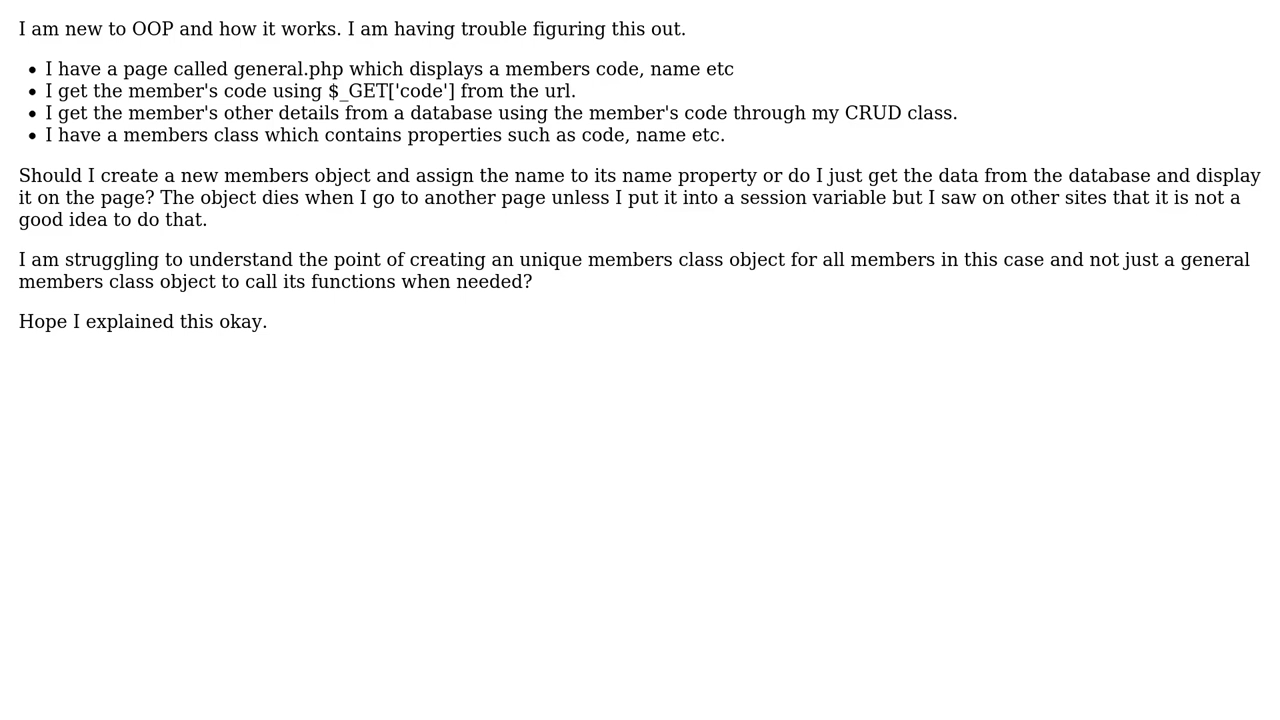 I am new to OOP and how it works. I am having trouble figuring this out.
• I have a page called general.php which displays a members code, name etc
• I get the member's code using $_GET['code'] from the url.
• I get the member's other details from a database using the member's code through my CRUD class.
• I have a members class which contains properties such as code, name etc.
Should I create a new members object and assign the name to its name property or do I just get the data from the database and display
it on the page? The object dies when I go to another page unless I put it into a session variable but I saw on other sites that it is not a
good idea to do that.
I am struggling to understand the point of creating an unique members class object for all members in this case and not just a general
members class object to call its functions when needed?
Hope I explained this okay.